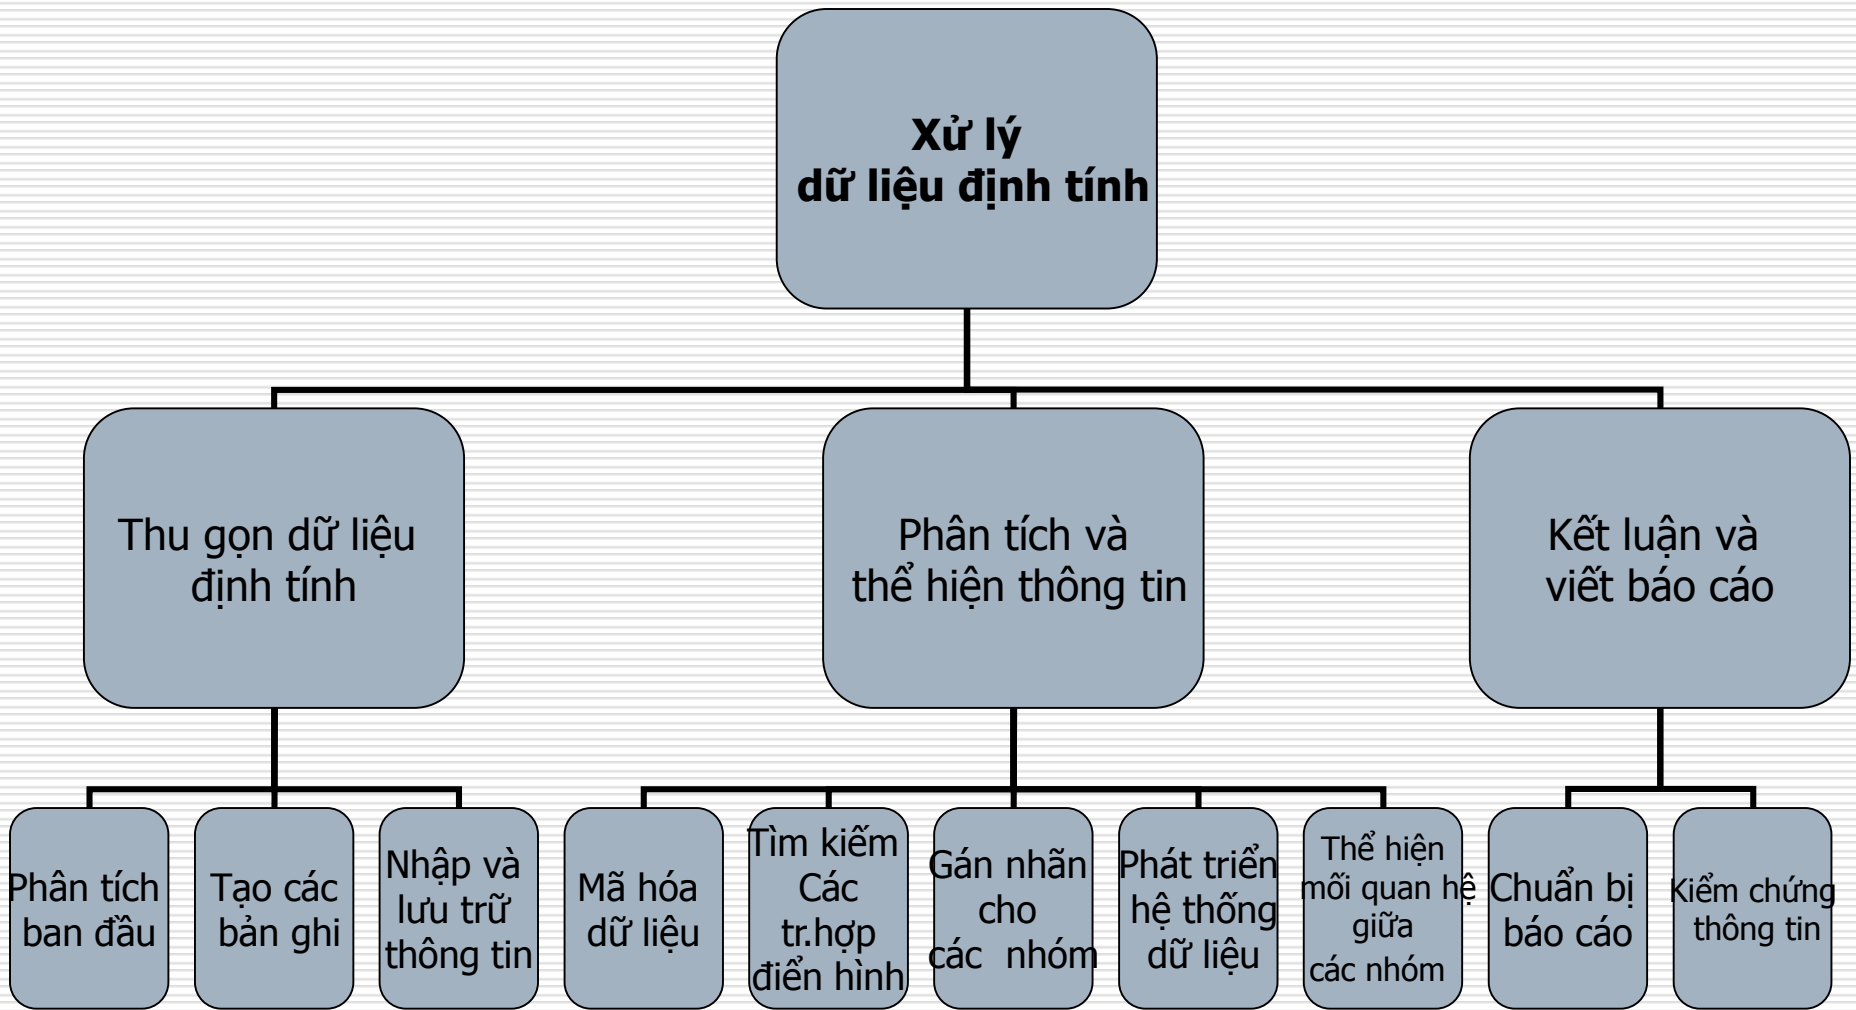 Xử lý
dữ liệu định tính
Thu gọn dữ liệu
định tính
Phân tích và
thể hiện thông tin
Kết luận và
viết báo cáo
Phân tích
ban đầu
Tạo các
bản ghi
Nhập và
lưu trữ
thông tin
Mã hóa
dữ liệu
Tìm kiếm
Các
tr.hợp
điển hình
Gán nhãn
cho
các nhóm
Phát triển
hệ thống
dữ liệu
Thể hiện
mối quan hệ
giữa
các nhóm
Chuẩn bị
báo cáo
Kiểm chứng
thông tin